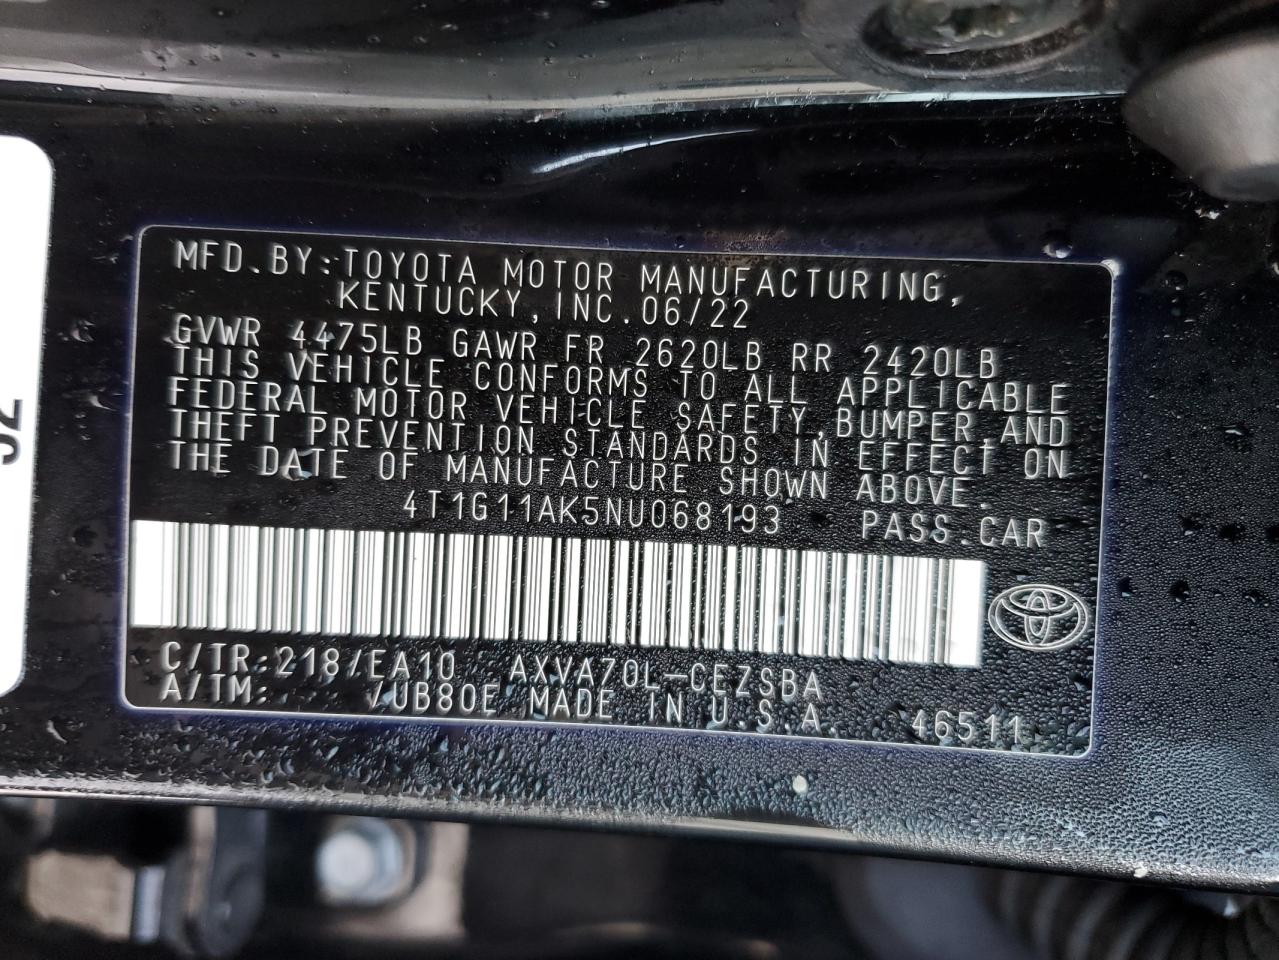 MFD.BY:TOYOTA MOTOR MANUFACTURING,
KENTUCKY,INC.06/22
GVWR 4475LB GAWR FR 2620LB RR 2420LB
THIS VEHICLE CONFORMS TO ALL APPLICABLE
FEDERAL MOTOR VEHICLE SAFETY,BUMPER,AND
THEFT PREVENTION STANDARDS IN EFFECT ON
THE DATE OF MANUFACTURE SHOWN ABOVE.
4T1G11AK5NU068193 PASS.CAR
C/TR:218/EA10 AXVA70L-CEZSBA
A/TM: /UB80E MADE IN U.S.A. 46511